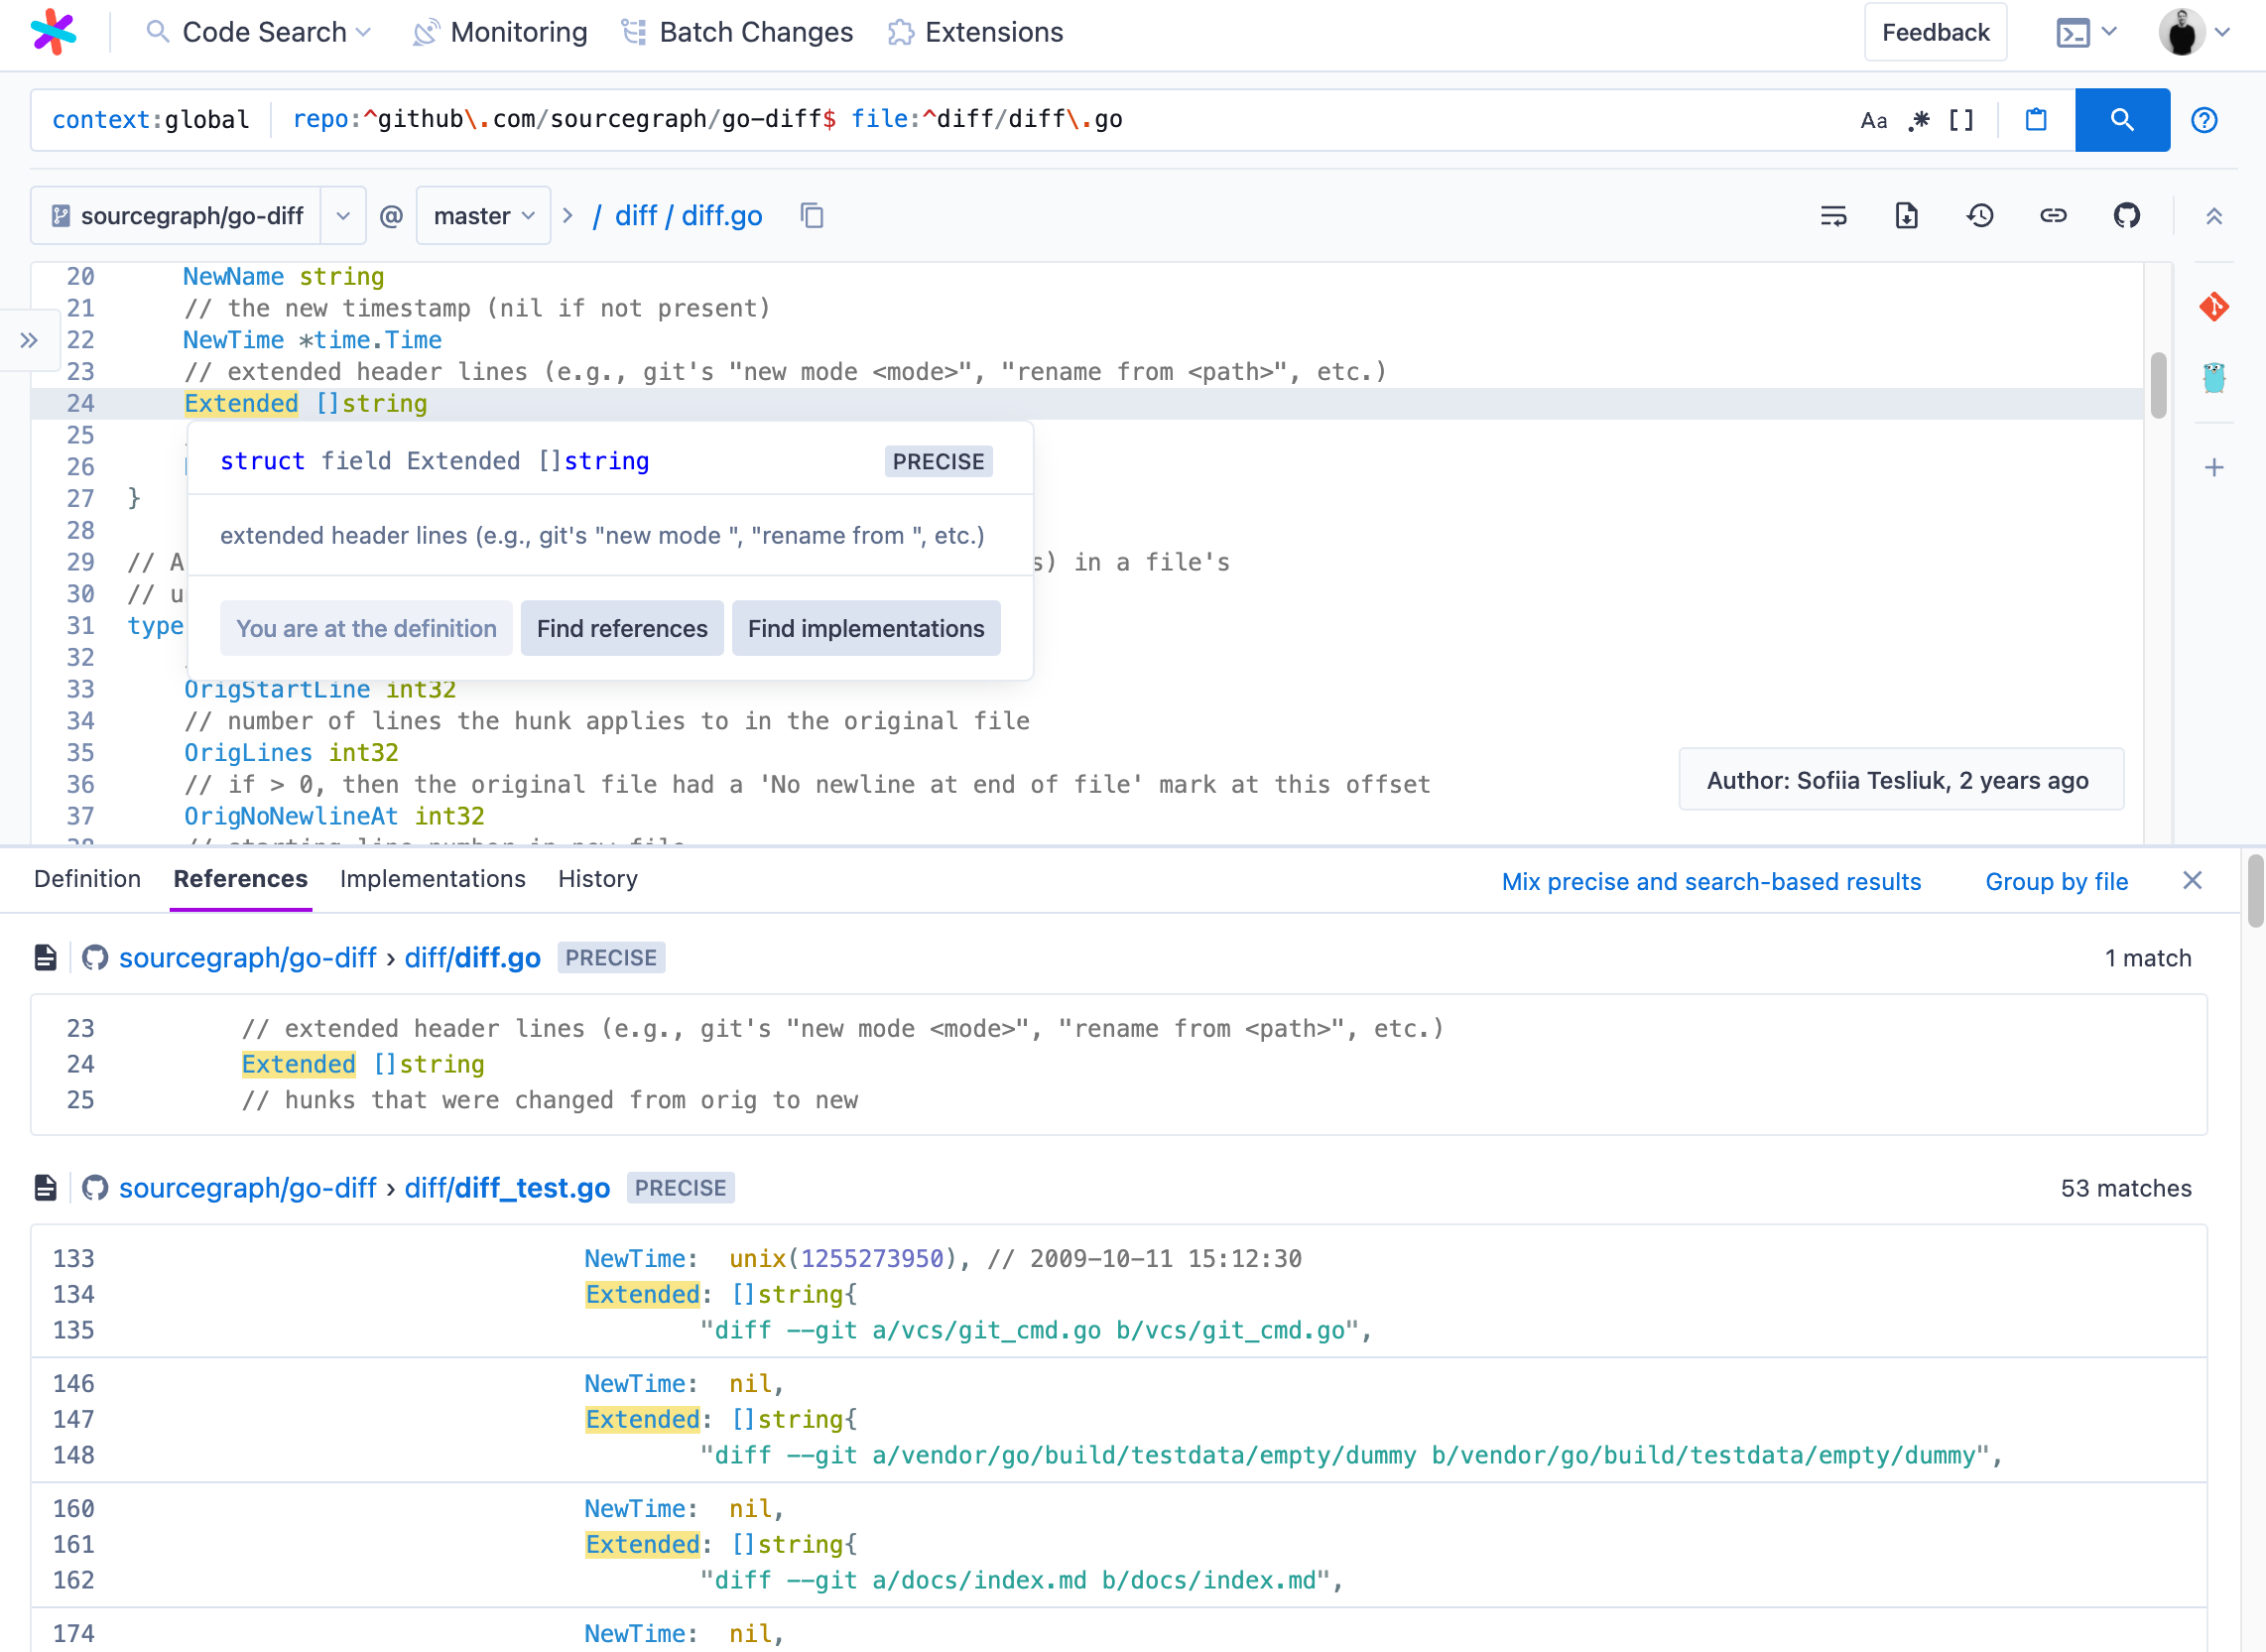 Code Search Monitoring Batch Changes Extensions Feedback
context:global repo:^github\.com/sourcegraph/go-diff$ file:^diff/diff\.go Aa .* []
sourcegraph/go-diff @ master > / diff / diff.go
20 NewName string
21 // the new timestamp (nil if not present)
22 NewTime *time.Time
23 // extended header lines (e.g., git's "new mode <mode>", "rename from <path>", etc.)
24 Extended []string
25
struct field Extended []string PRECISE
26
27 }
28
extended header lines (e.g., git's "new mode ", "rename from ", etc.)
29 // A s) in a file's
30 // u
31 type
You are at the definition Find references Find implementations
32
33 OrigStartLine int32
34 // number of lines the hunk applies to in the original file
35 OrigLines int32
36 // if > 0, then the original file had a 'No newline at end of file' mark at this offset
Author: Sofiia Tesliuk, 2 years ago
37 OrigNoNewlineAt int32
38 // starting line number in new file
Definition References Implementations History Mix precise and search-based results Group by file
sourcegraph/go-diff › diff/diff.go PRECISE 1 match
23 // extended header lines (e.g., git's "new mode <mode>", "rename from <path>", etc.)
24 Extended []string
25 // hunks that were changed from orig to new
sourcegraph/go-diff › diff/diff_test.go PRECISE 53 matches
133 NewTime: unix(1255273950), // 2009-10-11 15:12:30
134 Extended: []string{
135 "diff --git a/vcs/git_cmd.go b/vcs/git_cmd.go",
146 NewTime: nil,
147 Extended: []string{
148 "diff --git a/vendor/go/build/testdata/empty/dummy b/vendor/go/build/testdata/empty/dummy",
160 NewTime: nil,
161 Extended: []string{
162 "diff --git a/docs/index.md b/docs/index.md",
174 NewTime: nil,